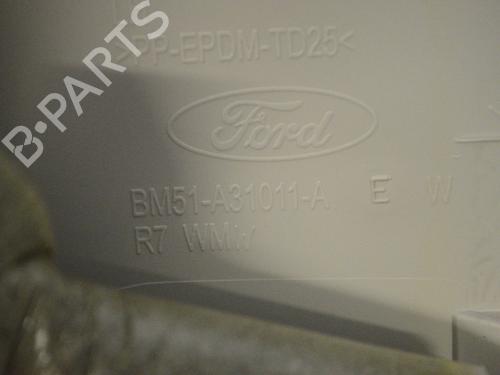 >PP-EPDM-TD25<
Ford
BM51-A31011-A. E W
R7 WMW
B-PARTS